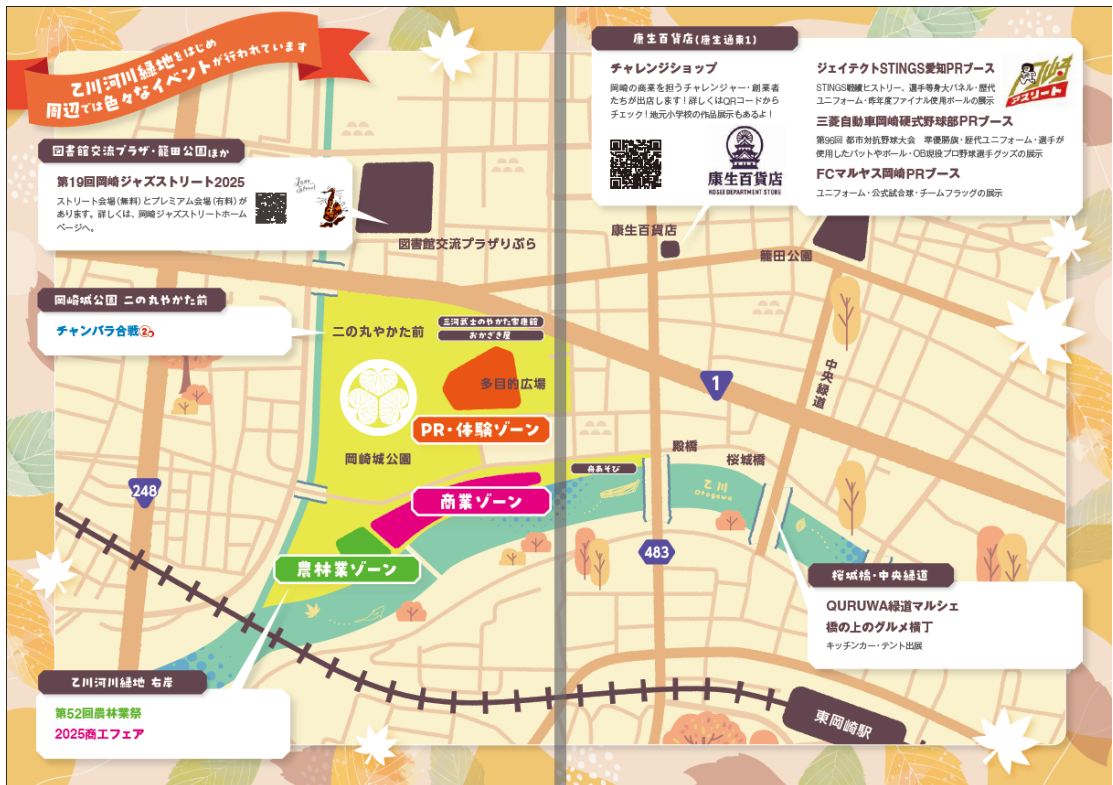 乙川河川緑地をはじめ
周辺では色々なイベントが行われています
図書館交流プラザ・籠田公園ほか
第19回岡崎ジャズストリート2025
ストリート会場(無料)とプレミアム会場(有料)が
あります。詳しくは、岡崎ジャズストリートホーム
ページへ。
Jazz Street
図書館交流プラザりぶら
岡崎城公園 二の丸やかた前
チャンバラ合戦
二の丸やかた前
三河武士のやかた家康館
おかざき屋
多目的広場
PR・体験ゾーン
岡崎城公園
商業ゾーン
農林業ゾーン
248
乙川河川緑地 右岸
第52回農林業祭
2025商工フェア
康生百貨店(康生通東1)
チャレンジショップ
岡崎の商業を担うチャレンジャー・創業者
たちが出店します!詳しくはQRコードから
チェック!地元小学校の作品展示もあるよ!
康生百貨店
KOSEI DEPARTMENT STORE
ジェイテクトSTINGS愛知PRブース
STINGS戦績ヒストリー、選手等身大パネル・歴代
ユニフォーム・昨年度ファイナル使用ボールの展示
アスリート
三菱自動車岡崎硬式野球部PRブース
第96回 都市対抗野球大会 準優勝旗・歴代ユニフォーム・選手が
使用したバットやボール・OB現役プロ野球選手グッズの展示
FCマルヤス岡崎PRブース
ユニフォーム・公式試合球・チームフラッグの展示
康生百貨店
籠田公園
1
中央緑道
殿橋
桜城橋
舟あそび
乙川
Otogawa
483
桜城橋・中央緑道
QURUWA緑道マルシェ
橋の上のグルメ横丁
キッチンカー・テント出展
東岡崎駅